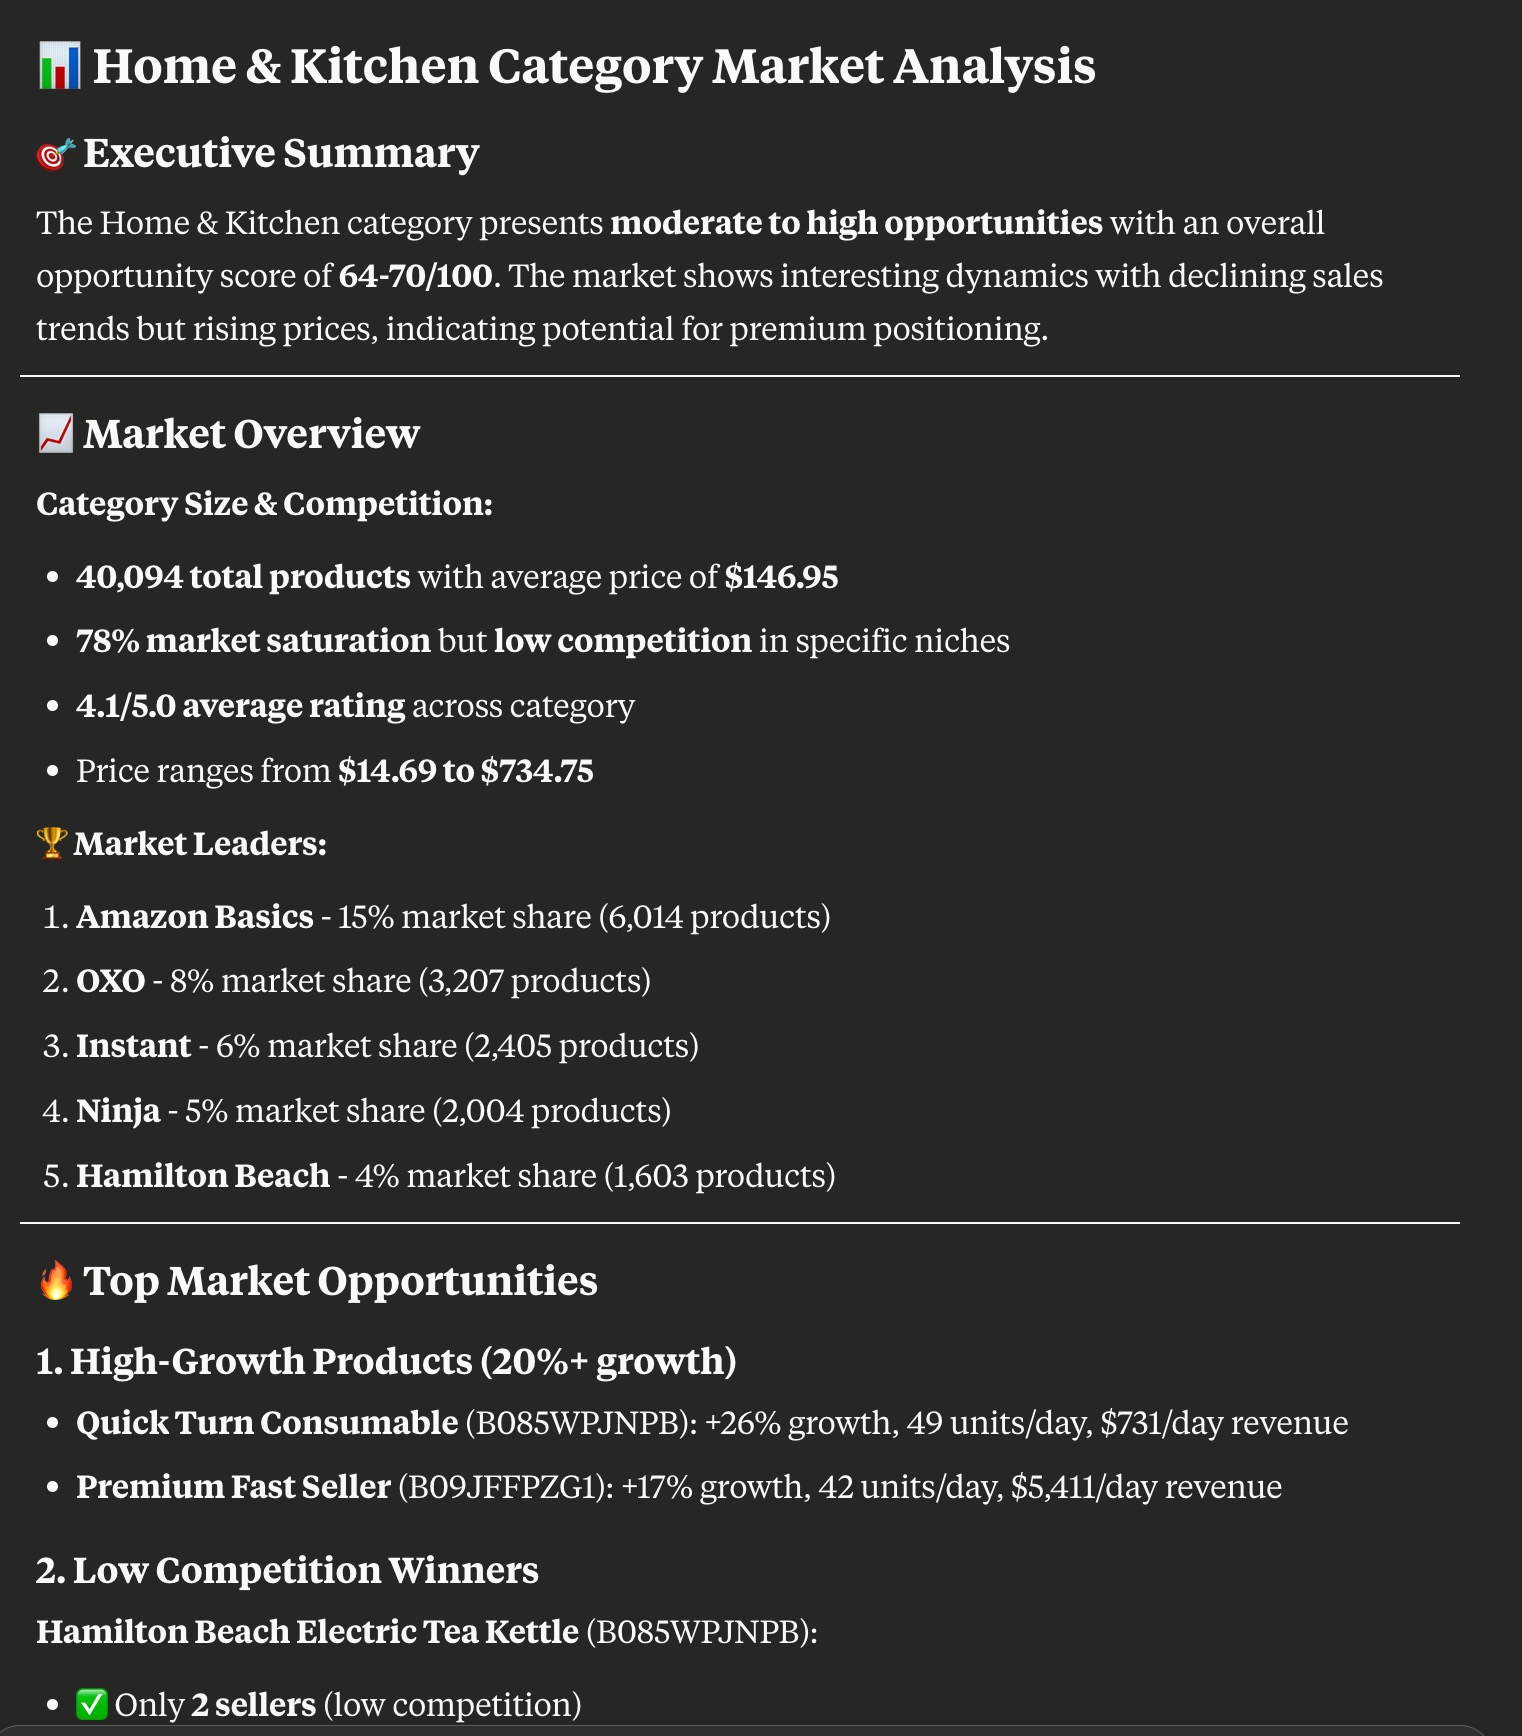 📊 Home & Kitchen Category Market Analysis
🎯 Executive Summary
The Home & Kitchen category presents moderate to high opportunities with an overall
opportunity score of 64-70/100. The market shows interesting dynamics with declining sales
trends but rising prices, indicating potential for premium positioning.
📈 Market Overview
Category Size & Competition:
• 40,094 total products with average price of $146.95
• 78% market saturation but low competition in specific niches
• 4.1/5.0 average rating across category
• Price ranges from $14.69 to $734.75
🏆 Market Leaders:
1. Amazon Basics - 15% market share (6,014 products)
2. OXO - 8% market share (3,207 products)
3. Instant - 6% market share (2,405 products)
4. Ninja - 5% market share (2,004 products)
5. Hamilton Beach - 4% market share (1,603 products)
🔥 Top Market Opportunities
1. High-Growth Products (20%+ growth)
• Quick Turn Consumable (B085WPJNPB): +26% growth, 49 units/day, $731/day revenue
• Premium Fast Seller (B09JFFPZG1): +17% growth, 42 units/day, $5,411/day revenue
2. Low Competition Winners
Hamilton Beach Electric Tea Kettle (B085WPJNPB):
• ✅ Only 2 sellers (low competition)